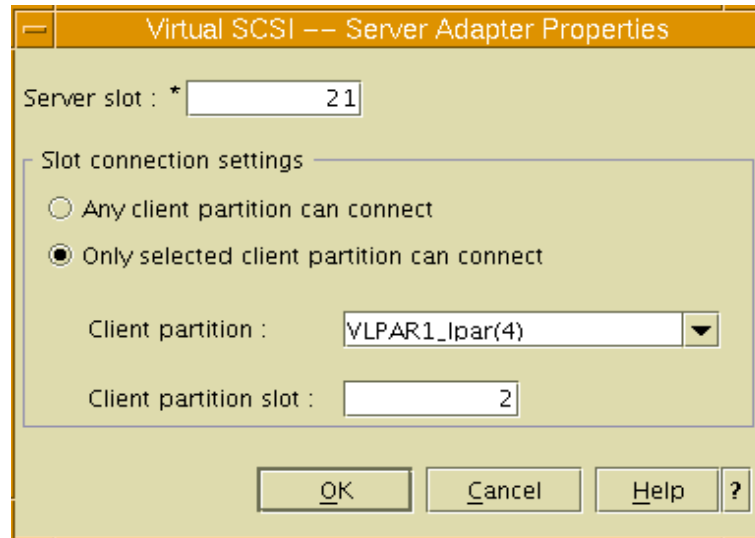 Virtual SCSI -- Server Adapter Properties
Server slot : * 21
Slot connection settings
Any client partition can connect
Only selected client partition can connect
Client partition : VLPAR1_lpar(4)
Client partition slot : 2
OK Cancel Help ?